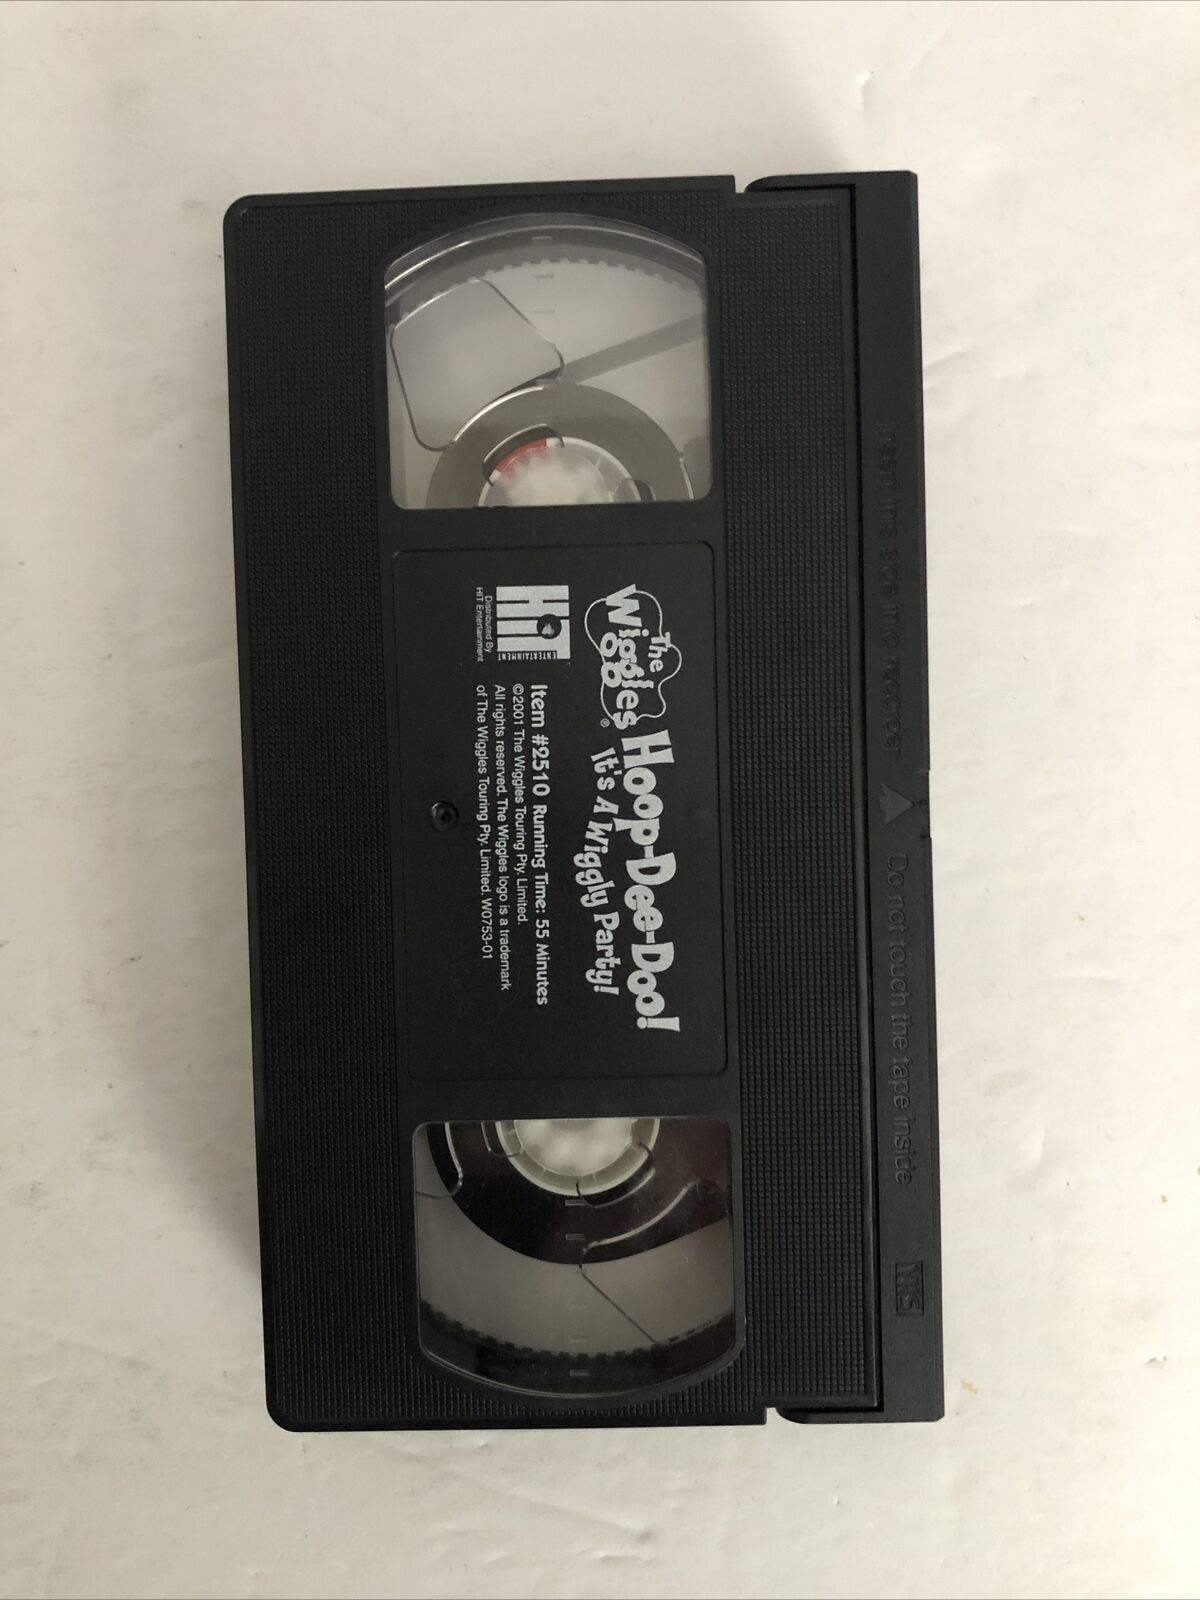 Insert this side into recorder
Do not touch the tape inside
VHS
The
Wiggles®
Hoop-Dee-Doo!
It's A Wiggly Party!
HiT
ENTERTAINMENT
Distributed By
HIT Entertainment
Item #2510 Running Time: 55 Minutes
©2001 The Wiggles Touring Pty. Limited.
All rights reserved. The Wiggles logo is a trademark
of The Wiggles Touring Pty. Limited. W0753-01